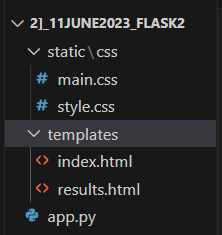 2]_11JUNE2023_FLASK2
static\css
# main.css
# style.css
templates
<> index.html
<> results.html
app.py